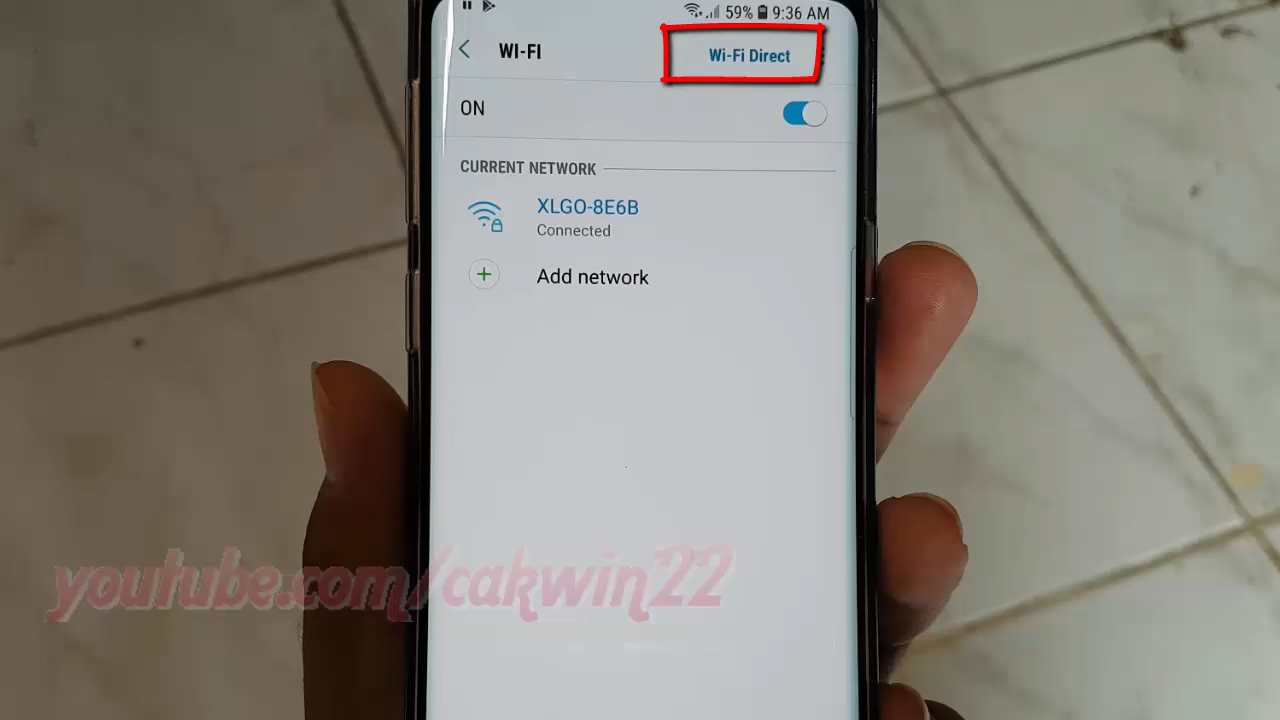 59% 9:36 AM
WI-FI Wi-Fi Direct
ON
CURRENT NETWORK
XLGO-8E6B
Connected
Add network
youtube.com/cakwin22